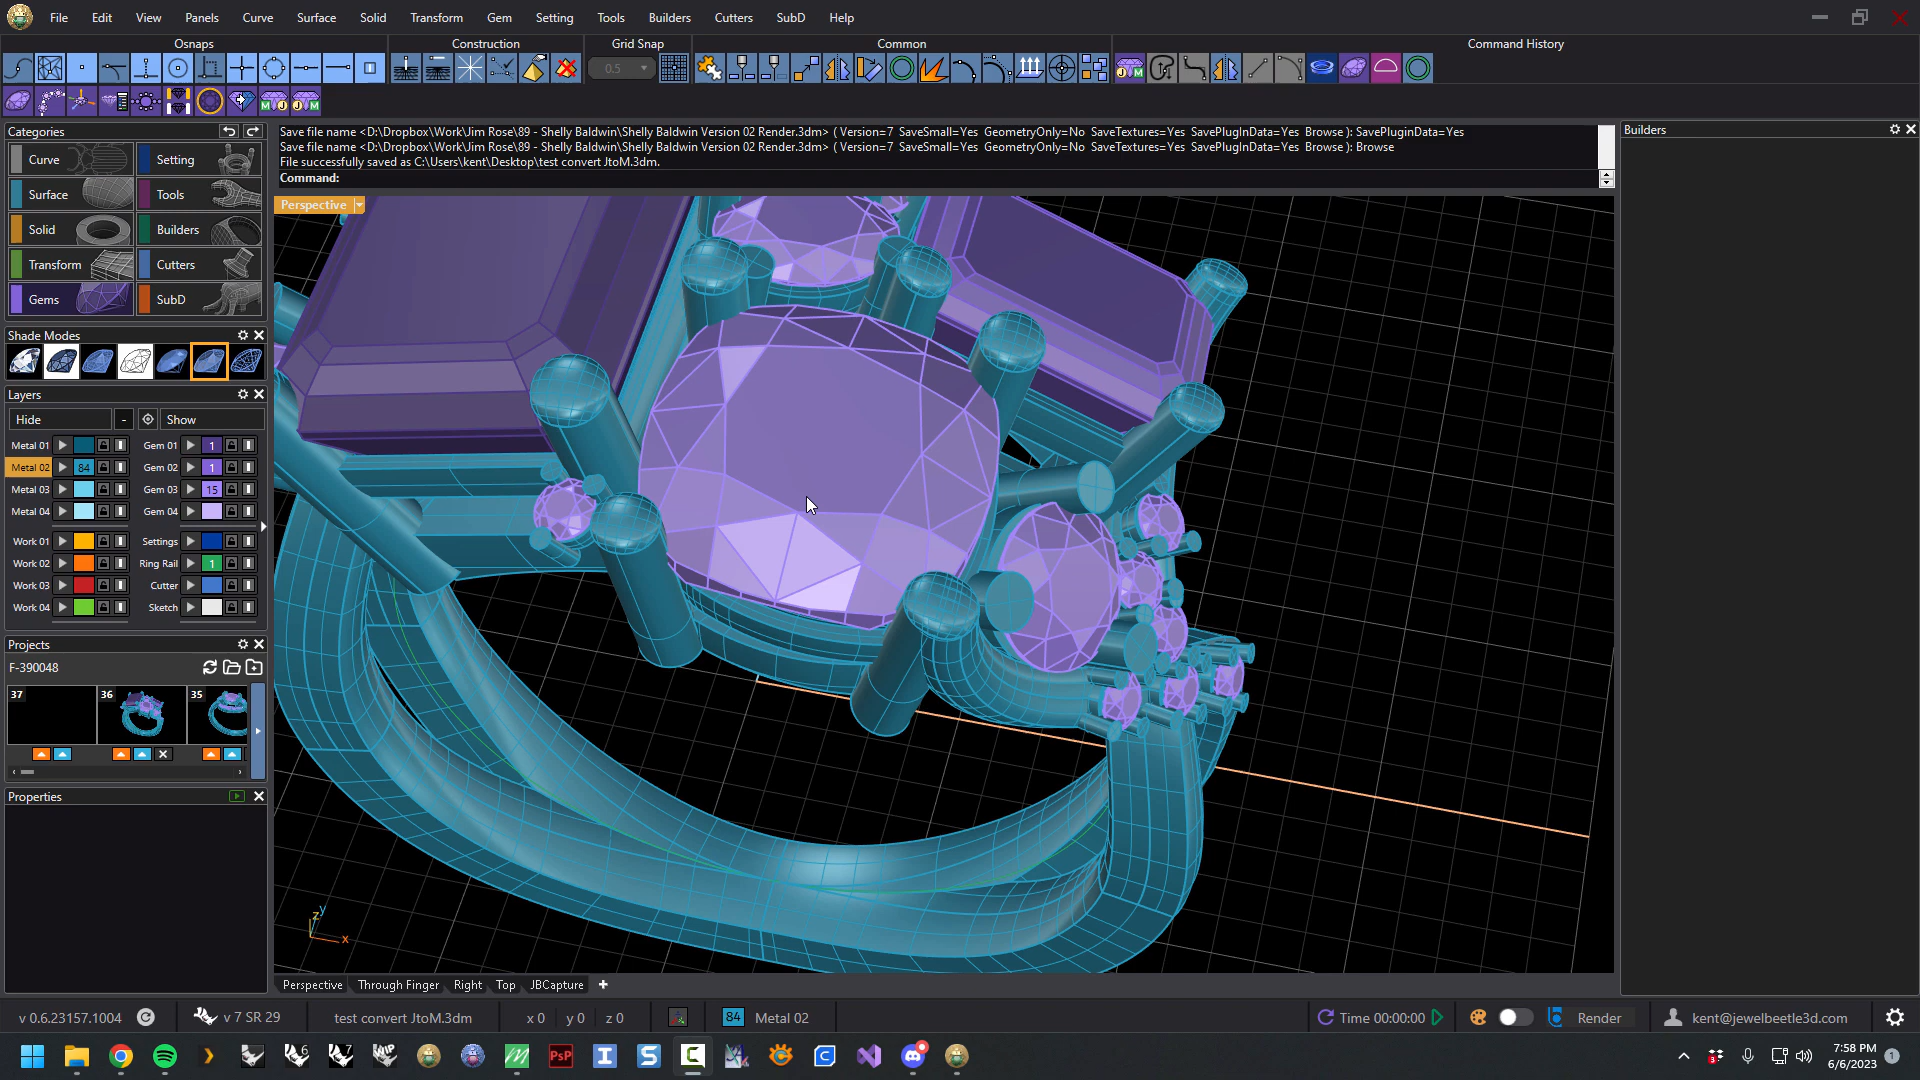 File Edit View Panels Curve Surface Solid Transform Gem Setting Tools Builders Cutters SubD Help
Osnaps Construction Grid Snap Common Command History
0.5
M J J M
Categories
Save file name <D:\Dropbox\Work\Jim Rose\89 - Shelly Baldwin\Shelly Baldwin Version 02 Render.3dm> ( Version=7 SaveSmall=Yes GeometryOnly=No SaveTextures=Yes SavePlugInData=Yes Browse ): SavePluginData=Yes
Save file name <D:\Dropbox\Work\Jim Rose\89 - Shelly Baldwin\Shelly Baldwin Version 02 Render.3dm> ( Version=7 SaveSmall=Yes GeometryOnly=No SaveTextures=Yes SavePlugInData=Yes Browse ): Browse
File successfully saved as C:\Users\kent\Desktop\test convert JtoM.3dm.
Command:
Builders
Curve Setting
Surface Tools
Solid Builders
Transform Cutters
Gems SubD
Perspective
Shade Modes
Layers
Hide - Show
Metal 01 Gem 01 1
Metal 02 84 Gem 02 1
Metal 03 Gem 03 15
Metal 04 Gem 04
Work 01 Settings
Work 02 Ring Rail 1
Work 03 Cutter
Work 04 Sketch
Projects
F-390048
37 36 35
Properties
z y x
Perspective Through Finger Right Top JBCapture +
v 0.6.23157.1004 v 7 SR 29 test convert JtoM.3dm x 0 y 0 z 0 84 Metal 02 Time 00:00:00 Render kent@jewelbeetle3d.com
6 7 WIP PsP I S C C
7:58 PM
6/6/2023
1